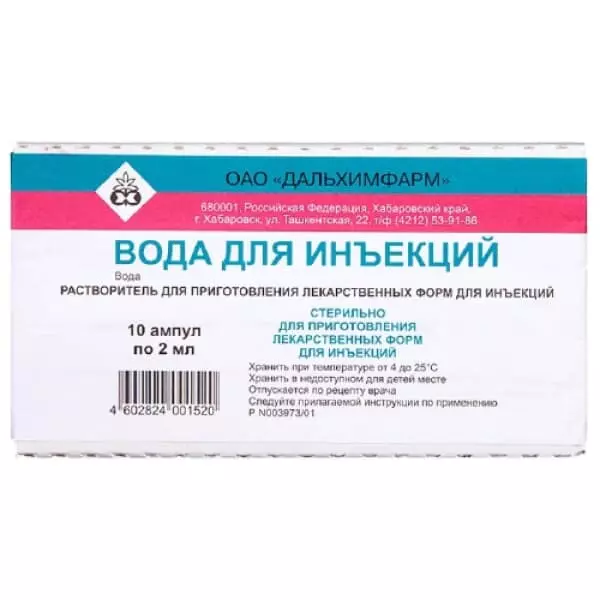 ОАО «ДАЛЬХИМФАРМ»
680001, Российская Федерация, Хабаровский край,
г. Хабаровск, ул. Ташкентская, 22, т/ф (4212) 53-91-86
ВОДА ДЛЯ ИНЪЕКЦИЙ
Вода
РАСТВОРИТЕЛЬ ДЛЯ ПРИГОТОВЛЕНИЯ ЛЕКАРСТВЕННЫХ ФОРМ ДЛЯ ИНЪЕКЦИЙ
10 ампул
по 2 мл
СТЕРИЛЬНО
ДЛЯ ПРИГОТОВЛЕНИЯ
ЛЕКАРСТВЕННЫХ ФОРМ
ДЛЯ ИНЪЕКЦИЙ
Хранить при температуре от 4 до 25°С
Хранить в недоступном для детей месте
Отпускается по рецепту врача
Следуйте прилагаемой инструкции по применению
Р N003973/01
4 602824 001520